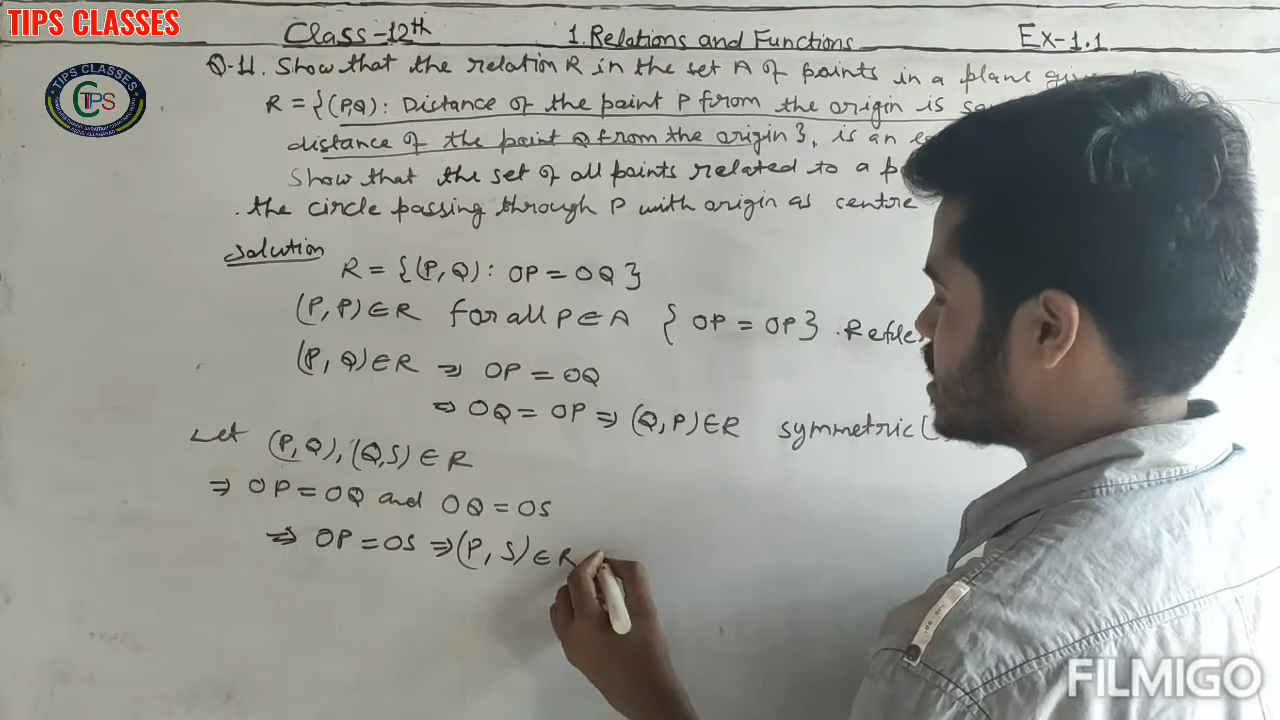 TIPS CLASSES
Class-12th 1. Relations and Functions Ex-1.1
TIPS CLASSES
TIPS
Q-11. Show that the relation R in the set A of points in a plane
R = {(P,Q): Distance of the point P from the origin is
distance of the point Q from the origin}, is an
Show that the set of all points related to a
the circle passing through P with origin as centre
Solution
R = {(P, Q) : OP = OQ}
(P, P) ∈ R for all P ∈ A { OP = OP} . Refle
(P, Q) ∈ R ⇒ OP = OQ
⇒ OQ = OP ⇒ (Q, P) ∈ R symmetric (
Let (P, Q), (Q,S) ∈ R
⇒ OP = OQ and OQ = OS
⇒ OP = OS ⇒ (P, S) ∈ R
FILMIGO